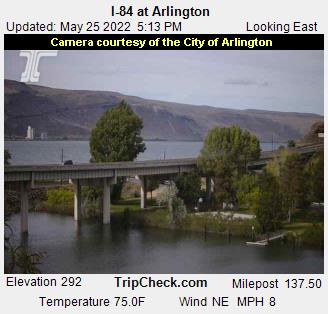 I-84 at Arlington
Updated: May 25 2022 5:13 PM Looking East
Camera courtesy of the City of Arlington
Elevation 292 TripCheck.com Milepost 137.50
Temperature 75.0F Wind NE MPH 8